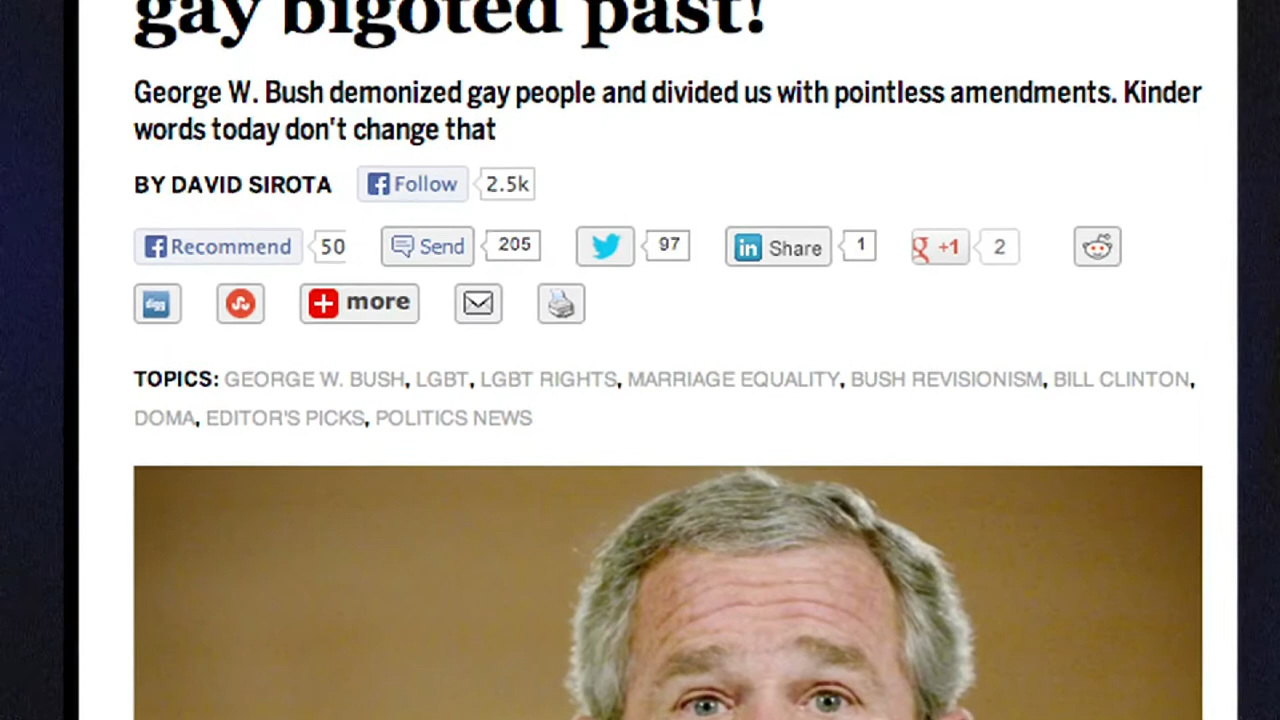 gay bigoted past!
George W. Bush demonized gay people and divided us with pointless amendments. Kinder
words today don't change that
BY DAVID SIROTA Follow 2.5k
Recommend 50 Send 205 97 in Share 1 g +1 2
digg more
TOPICS: GEORGE W. BUSH, LGBT, LGBT RIGHTS, MARRIAGE EQUALITY, BUSH REVISIONISM, BILL CLINTON,
DOMA, EDITOR'S PICKS, POLITICS NEWS